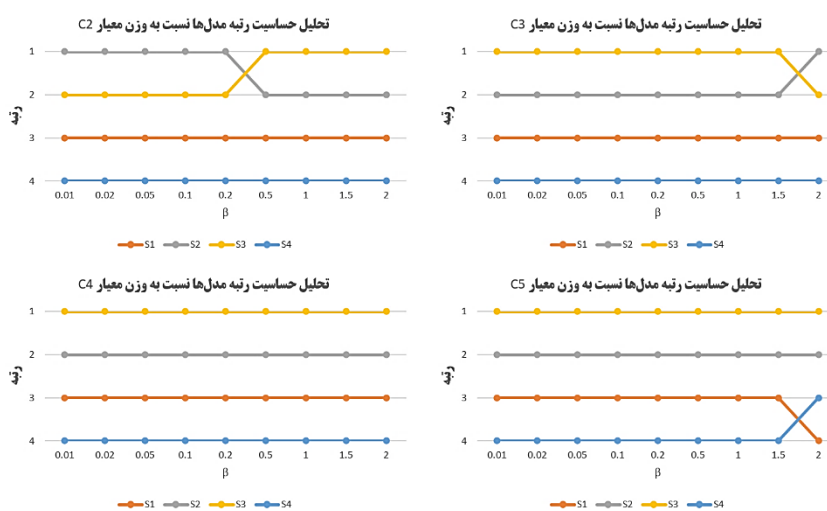 تحلیل حساسیت رتبه مدل‌ها نسبت به وزن معیار C2
1
2
3
4
رتبه
0.01 0.02 0.05 0.1 0.2 0.5 1 1.5 2
β
S1 S2 S3 S4
تحلیل حساسیت رتبه مدل‌ها نسبت به وزن معیار C3
1
2
3
4
رتبه
0.01 0.02 0.05 0.1 0.2 0.5 1 1.5 2
β
S1 S2 S3 S4
تحلیل حساسیت رتبه مدل‌ها نسبت به وزن معیار C4
1
2
3
4
رتبه
0.01 0.02 0.05 0.1 0.2 0.5 1 1.5 2
β
S1 S2 S3 S4
تحلیل حساسیت رتبه مدل‌ها نسبت به وزن معیار C5
1
2
3
4
رتبه
0.01 0.02 0.05 0.1 0.2 0.5 1 1.5 2
β
S1 S2 S3 S4